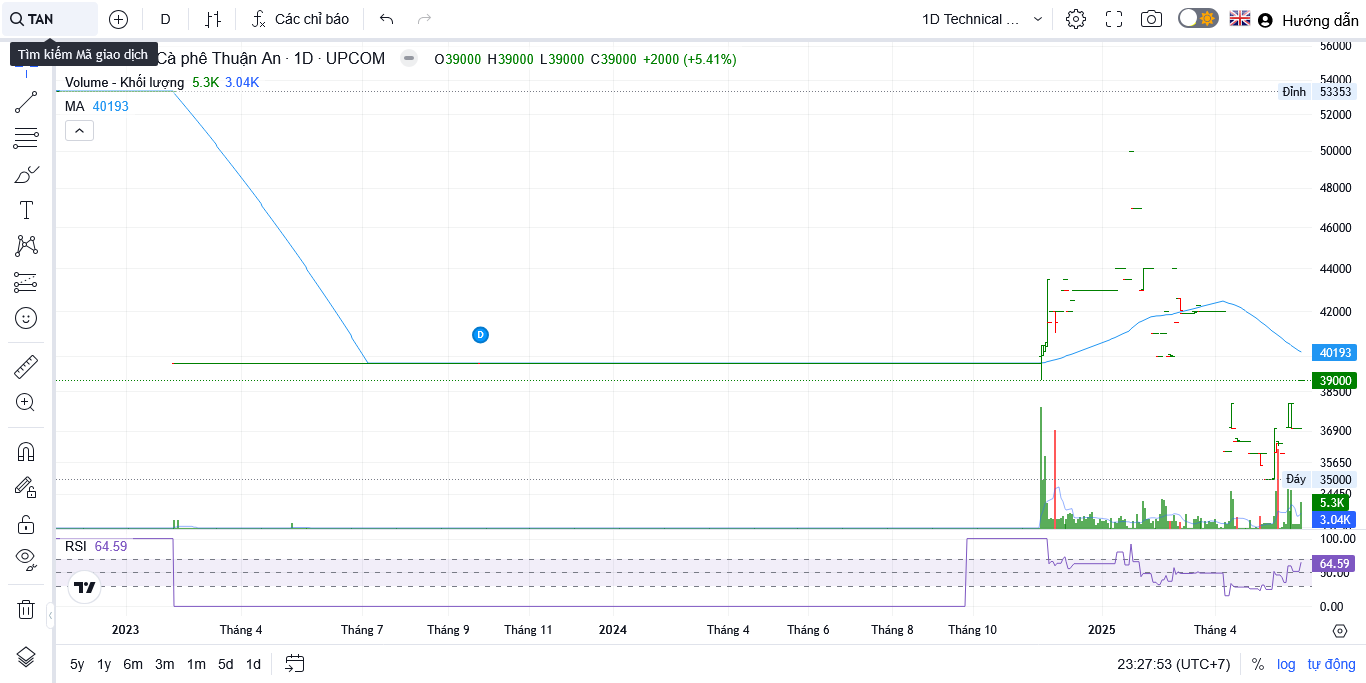 TAN
D
Các chỉ báo
1D Technical ...
Hướng dẫn
Tìm kiếm Mã giao dịch
Cà phê Thuận An · 1D · UPCOM
O39000 H39000 L39000 C39000 +2000 (+5.41%)
Volume - Khối lượng 5.3K 3.04K
MA 40193
56000
54000
Đỉnh 53353
52000
50000
48000
46000
44000
42000
D
40193
39000
38500
36900
35650
Đáy 35000
34450
5.3K
3.04K
RSI 64.59
100.00
64.59
50.00
0.00
2023 Tháng 4 Tháng 7 Tháng 9 Tháng 11 2024 Tháng 4 Tháng 6 Tháng 8 Tháng 10 2025 Tháng 4
5y 1y 6m 3m 1m 5d 1d
23:27:53 (UTC+7) % log tự động